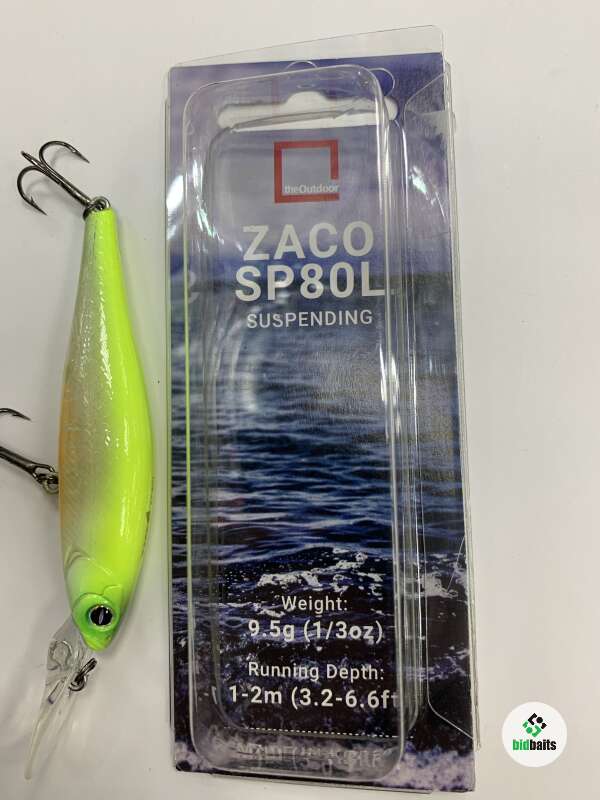 theOutdoor
ZACO
SP80L
SUSPENDING
Weight:
9.5g (1/3oz)
Running Depth:
1-2m (3.2-6.6ft
bidbaits